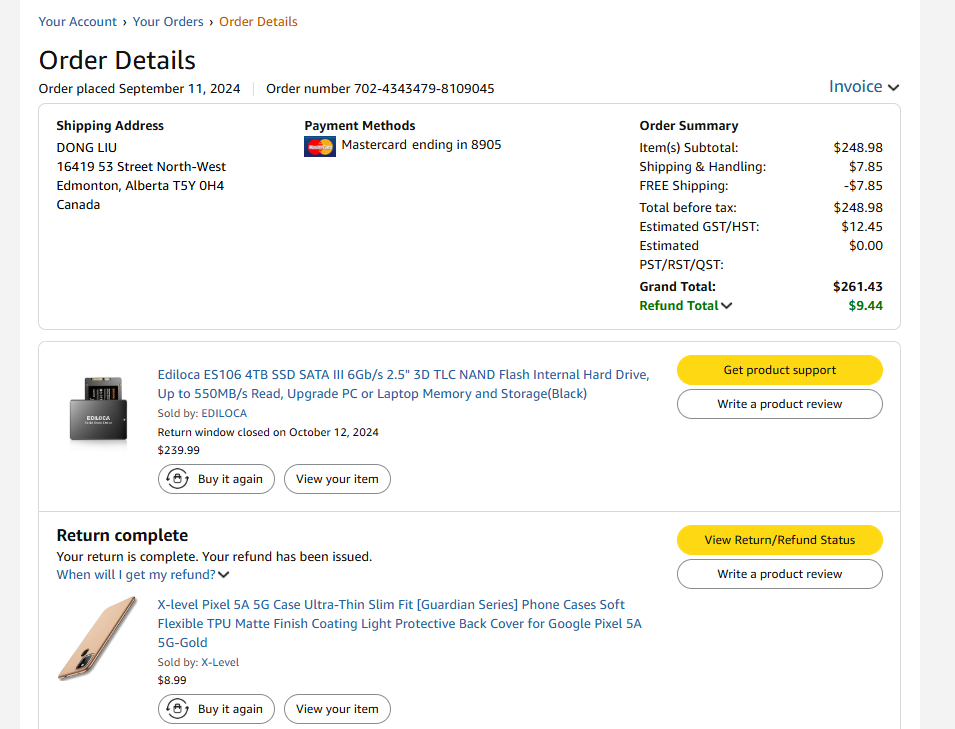 Your Account › Your Orders › Order Details
Order Details
Order placed September 11, 2024 Order number 702-4343479-8109045
Invoice
Shipping Address
DONG LIU
16419 53 Street North-West
Edmonton, Alberta T5Y 0H4
Canada
Payment Methods
Mastercard ending in 8905
Order Summary
Item(s) Subtotal: $248.98
Shipping & Handling: $7.85
FREE Shipping: -$7.85
Total before tax: $248.98
Estimated GST/HST: $12.45
Estimated $0.00
PST/RST/QST:
Grand Total: $261.43
Refund Total $9.44
EDILOCA
Ediloca ES106 4TB SSD SATA III 6Gb/s 2.5" 3D TLC NAND Flash Internal Hard Drive,
Up to 550MB/s Read, Upgrade PC or Laptop Memory and Storage(Black)
Sold by: EDILOCA
Return window closed on October 12, 2024
$239.99
Buy it again View your item
Get product support
Write a product review
Return complete
Your return is complete. Your refund has been issued.
When will I get my refund?
View Return/Refund Status
Write a product review
X-level Pixel 5A 5G Case Ultra-Thin Slim Fit [Guardian Series] Phone Cases Soft
Flexible TPU Matte Finish Coating Light Protective Back Cover for Google Pixel 5A
5G-Gold
Sold by: X-Level
$8.99
Buy it again View your item